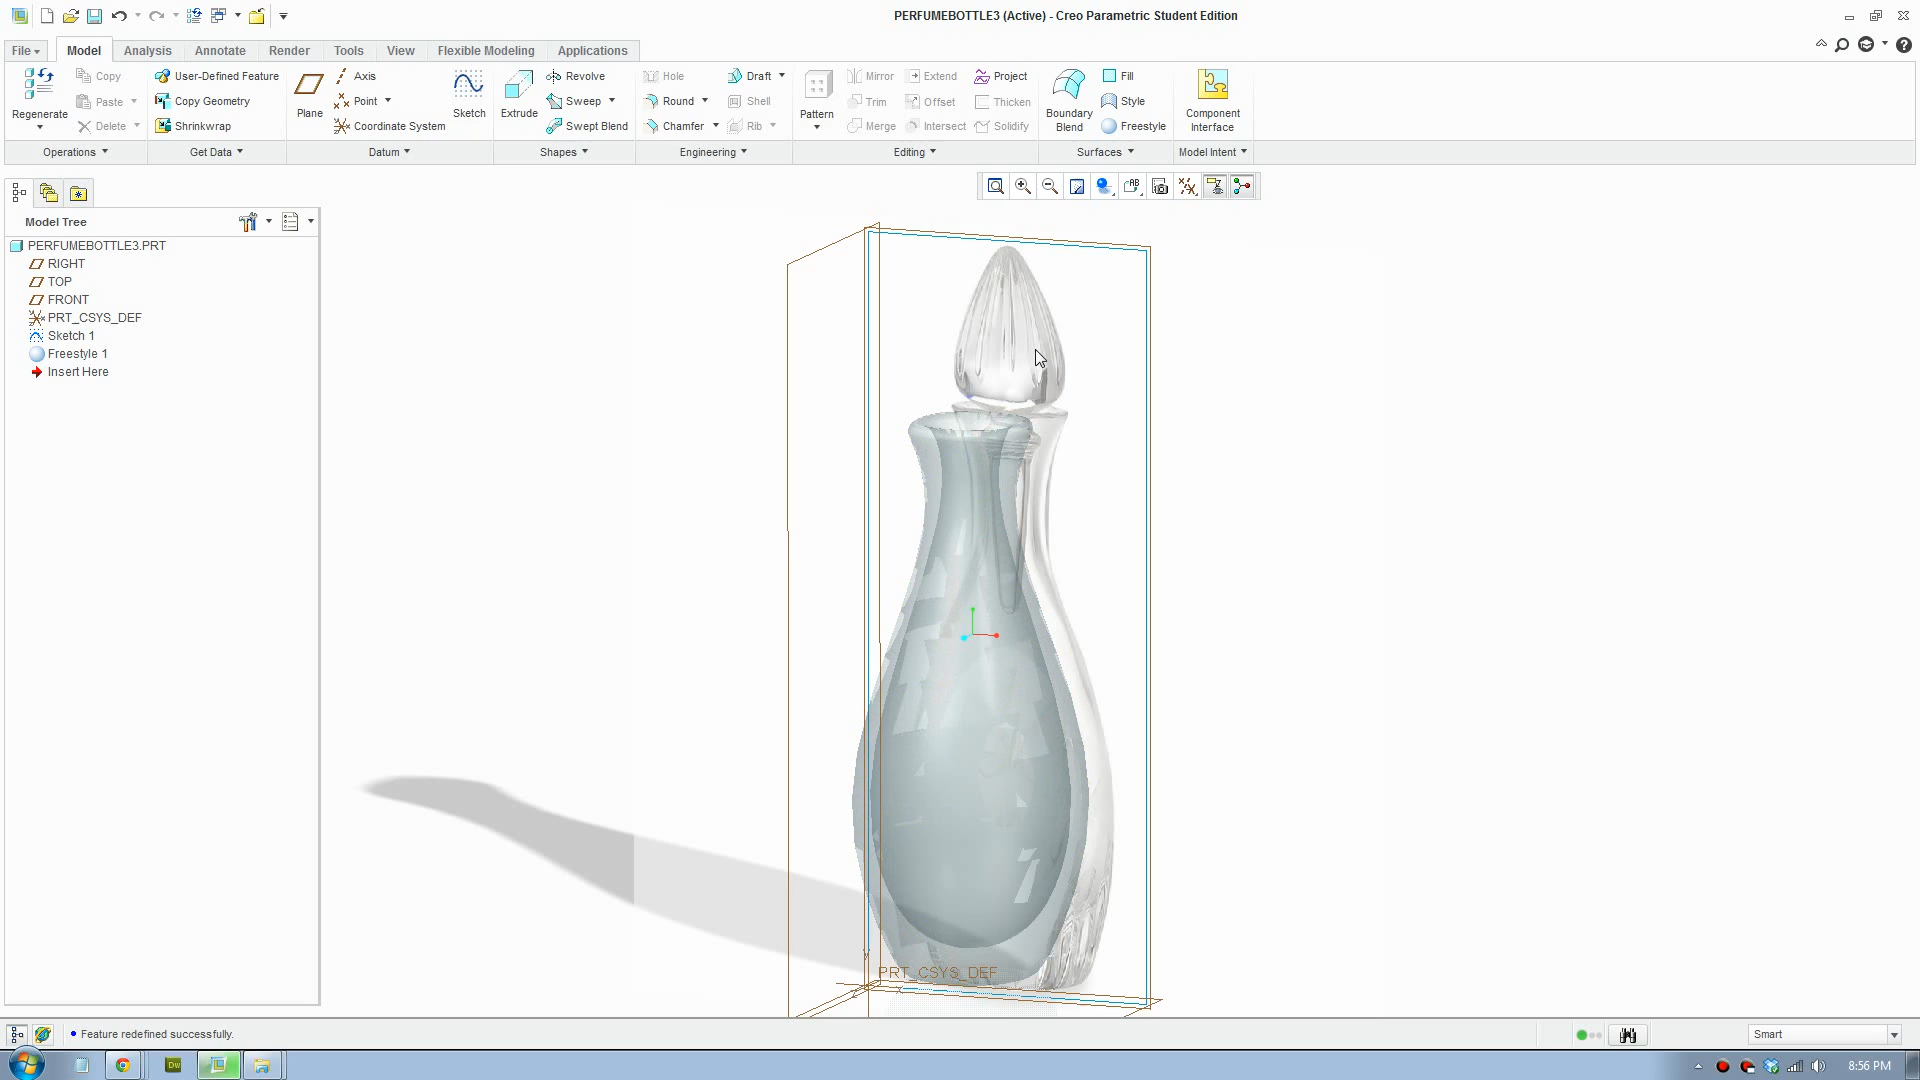 PERFUMEBOTTLE3 (Active) - Creo Parametric Student Edition
File Model Analysis Annotate Render Tools View Flexible Modeling Applications
Regenerate
Copy
Paste
Delete
Operations
User-Defined Feature
Copy Geometry
Shrinkwrap
Get Data
Plane
Axis
Point
Coordinate System
Sketch
Datum
Extrude
Revolve
Sweep
Swept Blend
Shapes
Hole
Round
Chamfer
Draft
Shell
Rib
Engineering
Pattern
Mirror
Trim
Merge
Extend
Offset
Intersect
Project
Thicken
Solidify
Editing
Boundary
Blend
Fill
Style
Freestyle
Surfaces
Component
Interface
Model Intent
Model Tree
PERFUMEBOTTLE3.PRT
RIGHT
TOP
FRONT
PRT_CSYS_DEF
Sketch 1
Freestyle 1
Insert Here
PRT_CSYS_DEF
Feature redefined successfully.
Smart
Dw
8:56 PM